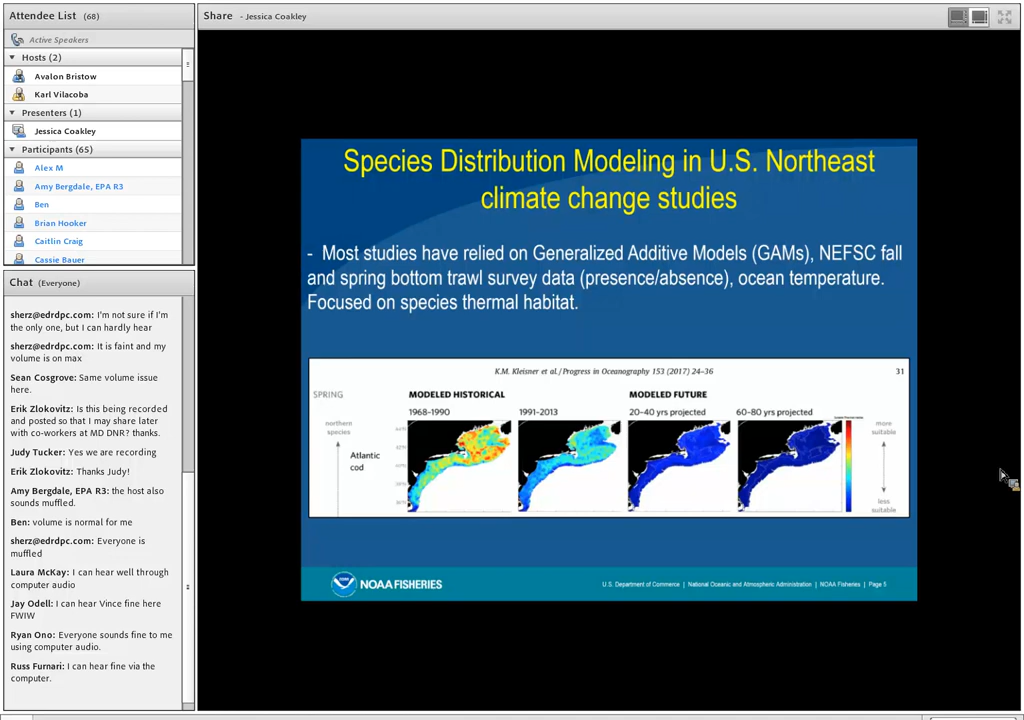 Attendee List (68)
Active Speakers
Hosts (2)
Avalon Bristow
Karl Vilacoba
Presenters (1)
Jessica Coakley
Participants (65)
Alex M
Amy Bergdale, EPA R3
Ben
Brian Hooker
Caitlin Craig
Cassie Bauer
Chat (Everyone)
sherz@edrdpc.com: I'm not sure if I'm
the only one, but I can hardly hear
sherz@edrdpc.com: It is faint and my
volume is on max
Sean Cosgrove: Same volume issue
here.
Erik Zlokovitz: Is this being recorded
and posted so that I may share later
with co-workers at MD DNR? thanks.
Judy Tucker: Yes we are recording
Erik Zlokovitz: Thanks Judy!
Amy Bergdale, EPA R3: the host also
sounds muffled.
Ben: volume is normal for me
sherz@edrdpc.com: Everyone is
muffled
Laura McKay: I can hear well through
computer audio
Jay Odell: I can hear Vince fine here
FWIW
Ryan Ono: Everyone sounds fine to me
using computer audio.
Russ Furnari: I can hear fine via the
computer.
Share - Jessica Coakley
Species Distribution Modeling in U.S. Northeast
climate change studies
- Most studies have relied on Generalized Additive Models (GAMs), NEFSC fall
and spring bottom trawl survey data (presence/absence), ocean temperature.
Focused on species thermal habitat.
K.M. Kleisner et al./Progress in Oceanography 153 (2017) 24–36
31
SPRING
MODELED HISTORICAL
MODELED FUTURE
1968–1990
1991–2013
20–40 yrs projected
60–80 yrs projected
northern
species
Atlantic
cod
more
suitable
less
suitable
NOAA FISHERIES
U.S. Department of Commerce | National Oceanic and Atmospheric Administration | NOAA Fisheries | Page 5